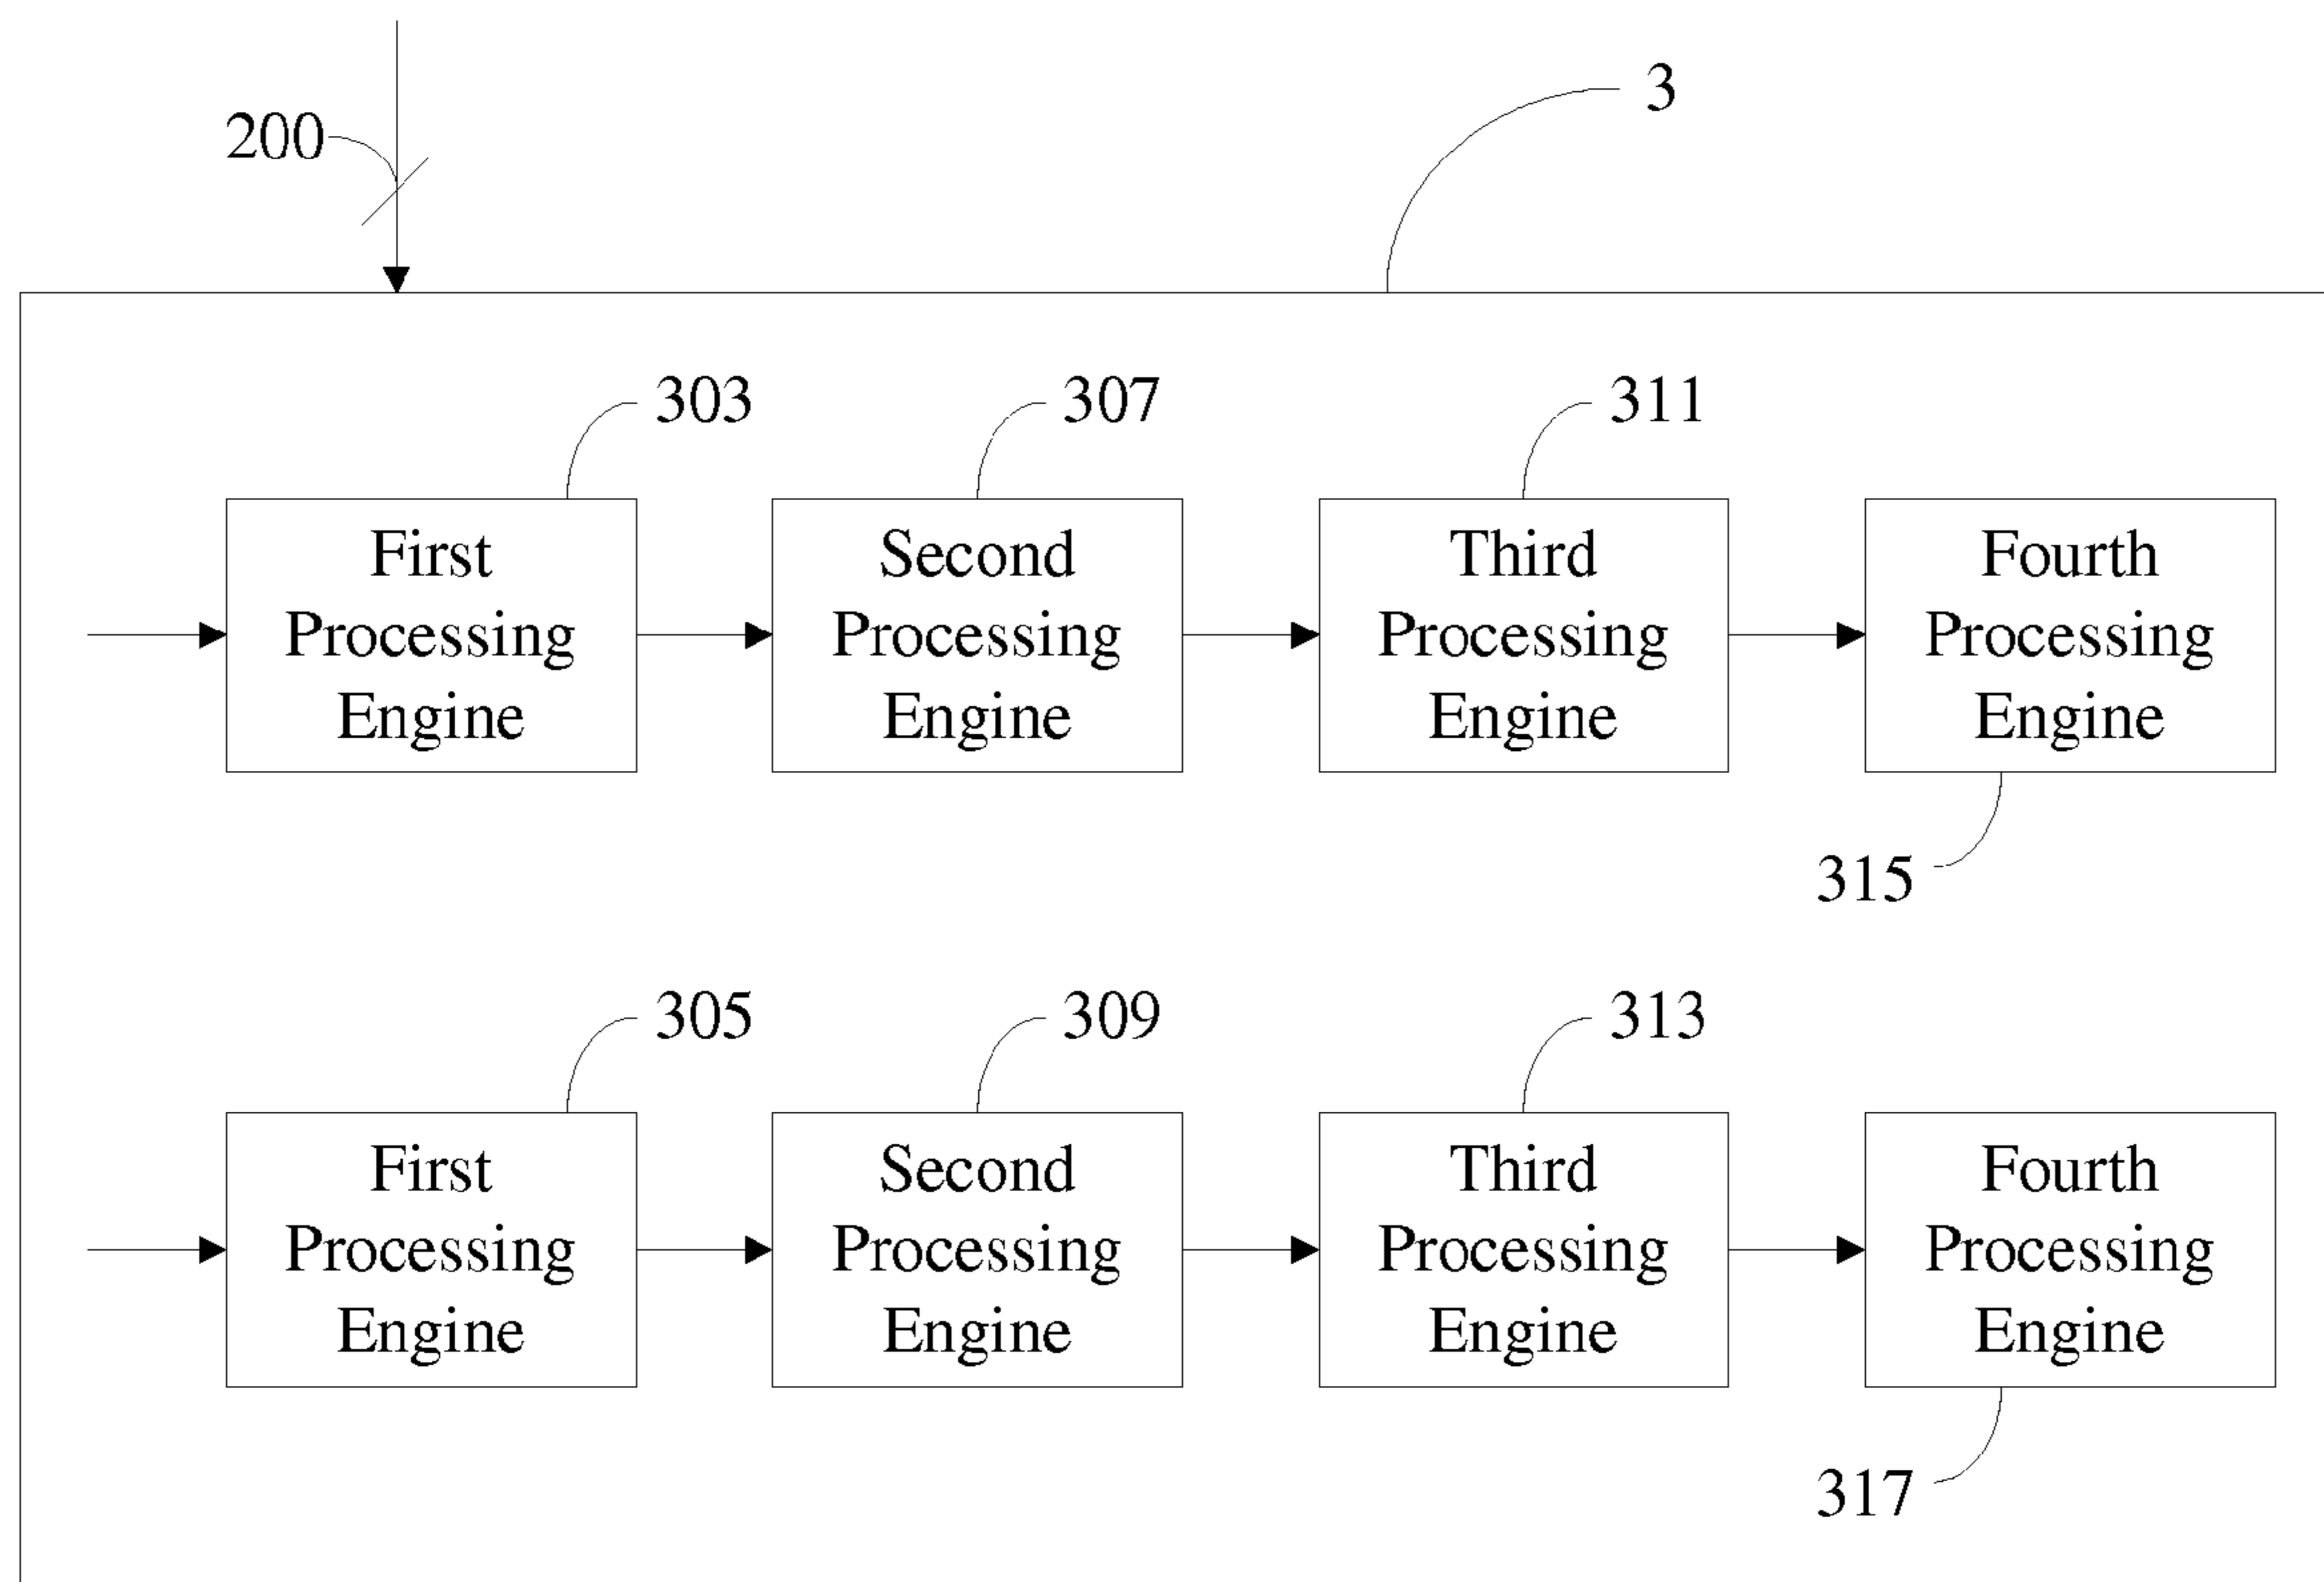 3
200
303
307
311
First
Processing
Engine
Second
Processing
Engine
Third
Processing
Engine
Fourth
Processing
Engine
315
305
309
313
First
Processing
Engine
Second
Processing
Engine
Third
Processing
Engine
Fourth
Processing
Engine
317